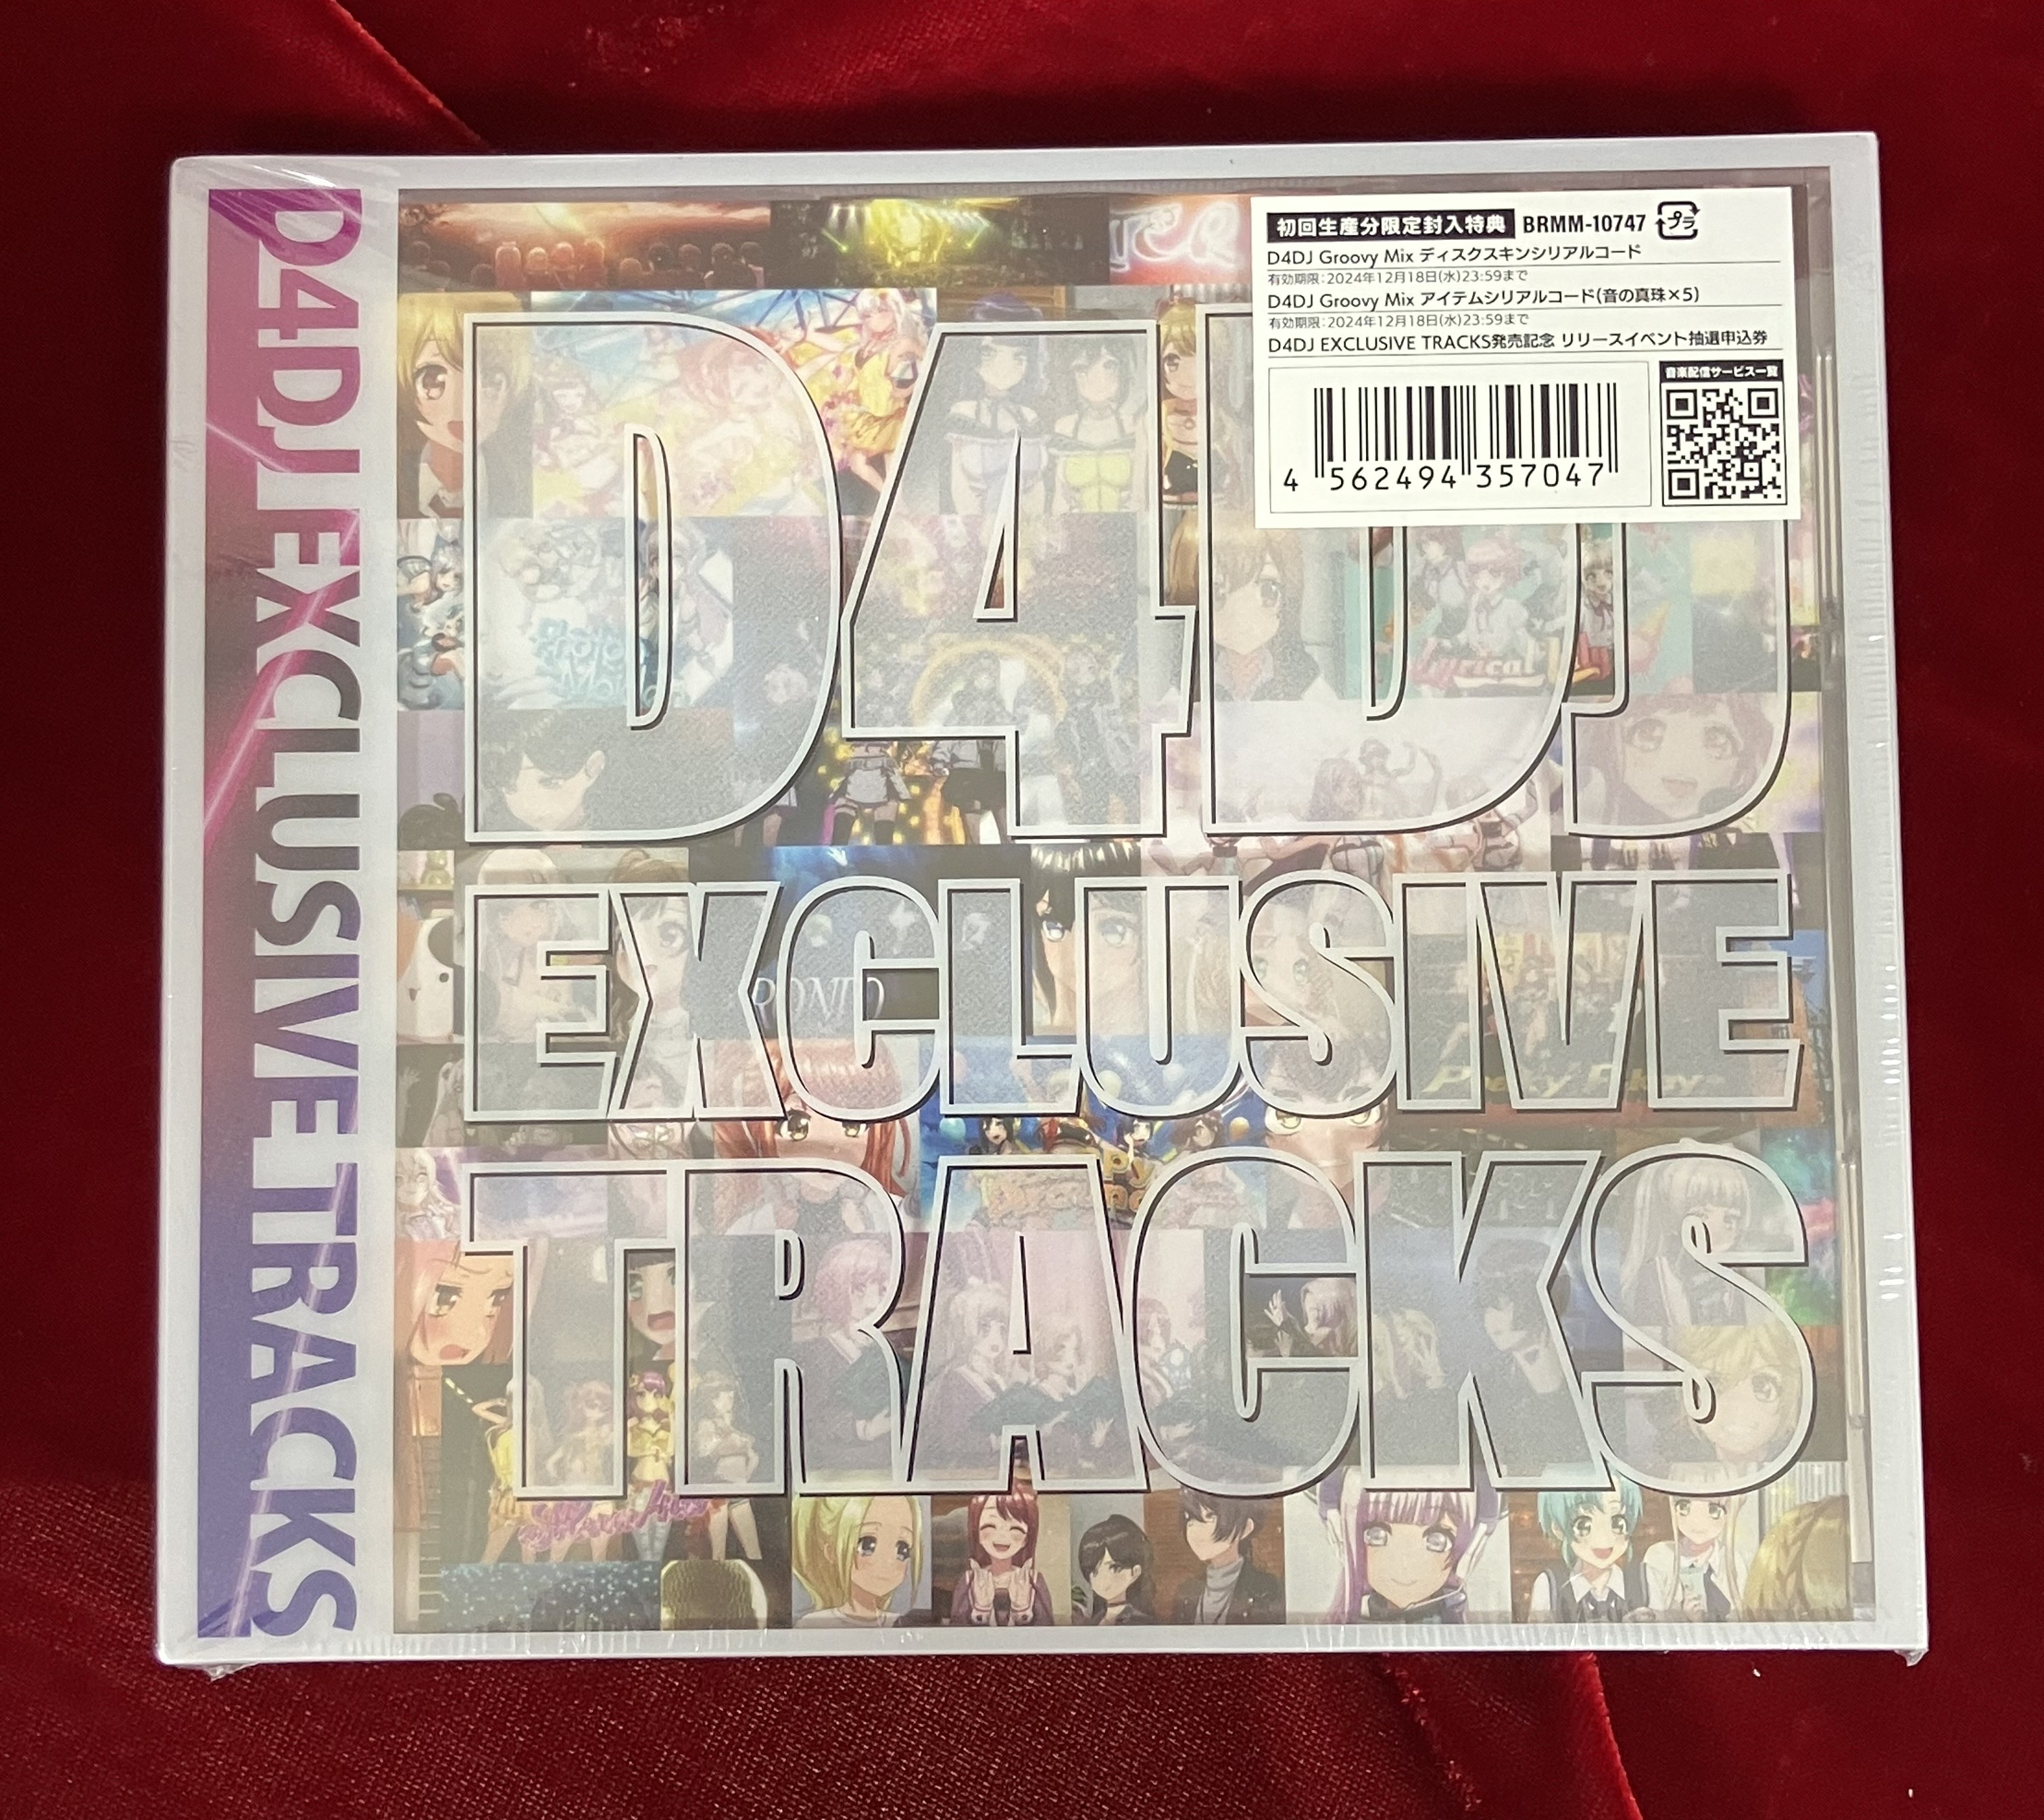 D4DJ EXCLUSIVE TRACKS
初回生産分限定封入特典 BRMM-10747 プラ
D4DJ Groovy Mix ディスクスキンシリアルコード
有効期限:2024年12月18日(水)23:59まで
D4DJ Groovy Mix アイテムシリアルコード(音の真珠×5)
有効期限:2024年12月18日(水)23:59まで
D4DJ EXCLUSIVE TRACKS発売記念 リリースイベント抽選申込券
音楽配信サービス一覧
4 562494 357047
D4DJ
Photon Maiden
Lyrical
EXCLUSIVE
RONDO
Peaky P-key
TRACKS